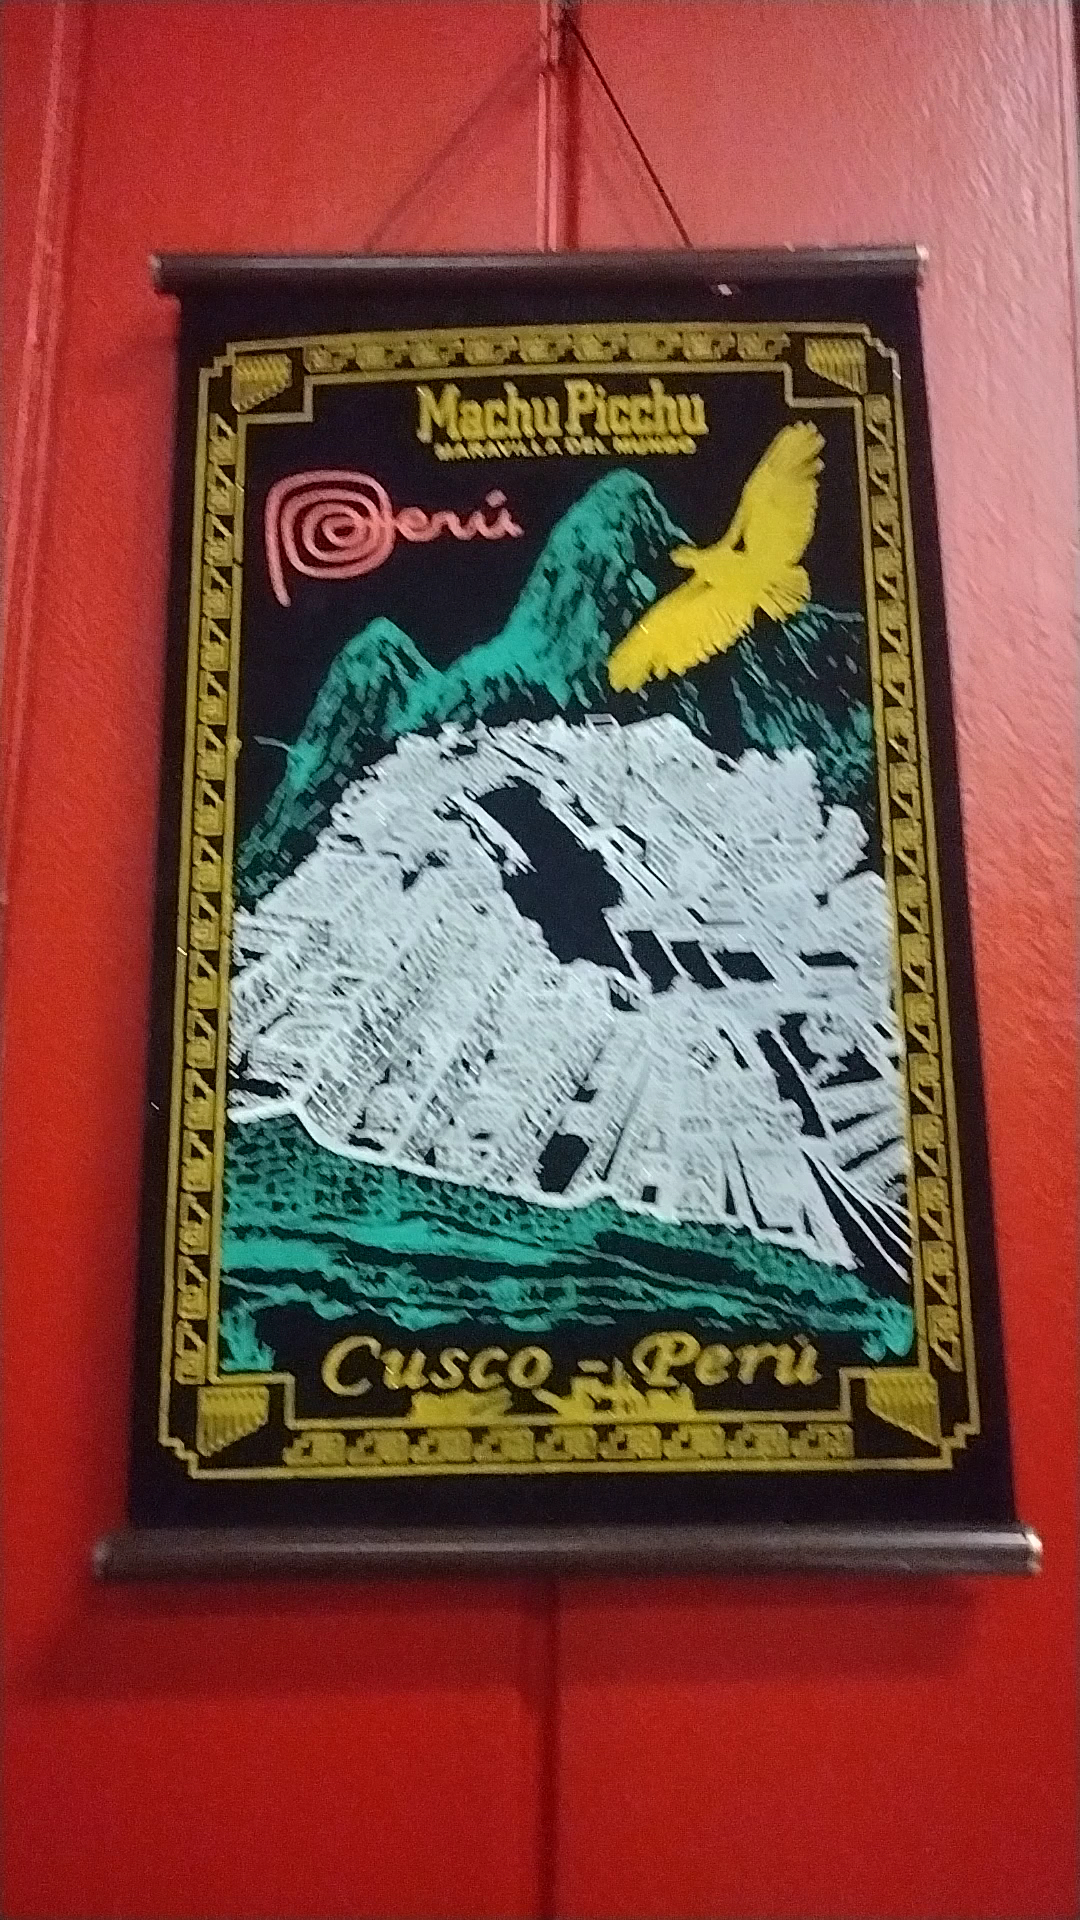 Machu Picchu
MARAVILLA DEL MUNDO
Perú
Cusco - Perú